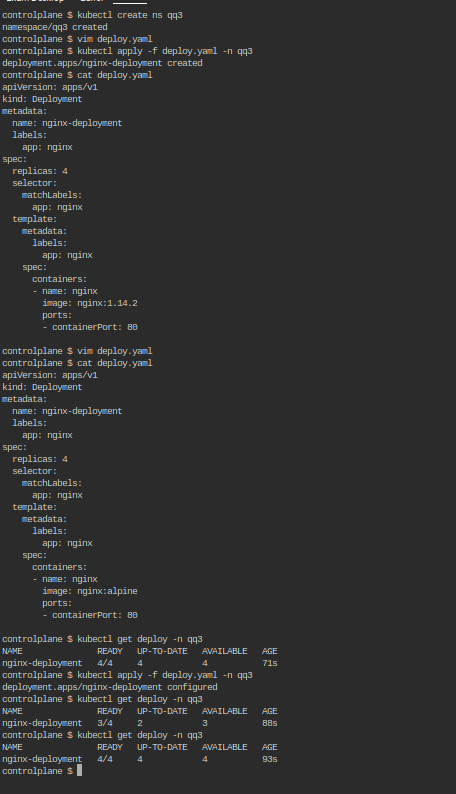 controlplane $ kubectl create ns qq3
namespace/qq3 created
controlplane $ vim deploy.yaml
controlplane $ kubectl apply -f deploy.yaml -n qq3
deployment.apps/nginx-deployment created
controlplane $ cat deploy.yaml
apiVersion: apps/v1
kind: Deployment
metadata:
  name: nginx-deployment
  labels:
    app: nginx
spec:
  replicas: 4
  selector:
    matchLabels:
      app: nginx
  template:
    metadata:
      labels:
        app: nginx
    spec:
      containers:
      - name: nginx
        image: nginx:1.14.2
        ports:
        - containerPort: 80

controlplane $ vim deploy.yaml
controlplane $ cat deploy.yaml
apiVersion: apps/v1
kind: Deployment
metadata:
  name: nginx-deployment
  labels:
    app: nginx
spec:
  replicas: 4
  selector:
    matchLabels:
      app: nginx
  template:
    metadata:
      labels:
        app: nginx
    spec:
      containers:
      - name: nginx
        image: nginx:alpine
        ports:
        - containerPort: 80

controlplane $ kubectl get deploy -n qq3
NAME               READY   UP-TO-DATE   AVAILABLE   AGE
nginx-deployment   4/4     4            4           71s
controlplane $ kubectl apply -f deploy.yaml -n qq3
deployment.apps/nginx-deployment configured
controlplane $ kubectl get deploy -n qq3
NAME               READY   UP-TO-DATE   AVAILABLE   AGE
nginx-deployment   3/4     2            3           88s
controlplane $ kubectl get deploy -n qq3
NAME               READY   UP-TO-DATE   AVAILABLE   AGE
nginx-deployment   4/4     4            4           93s
controlplane $